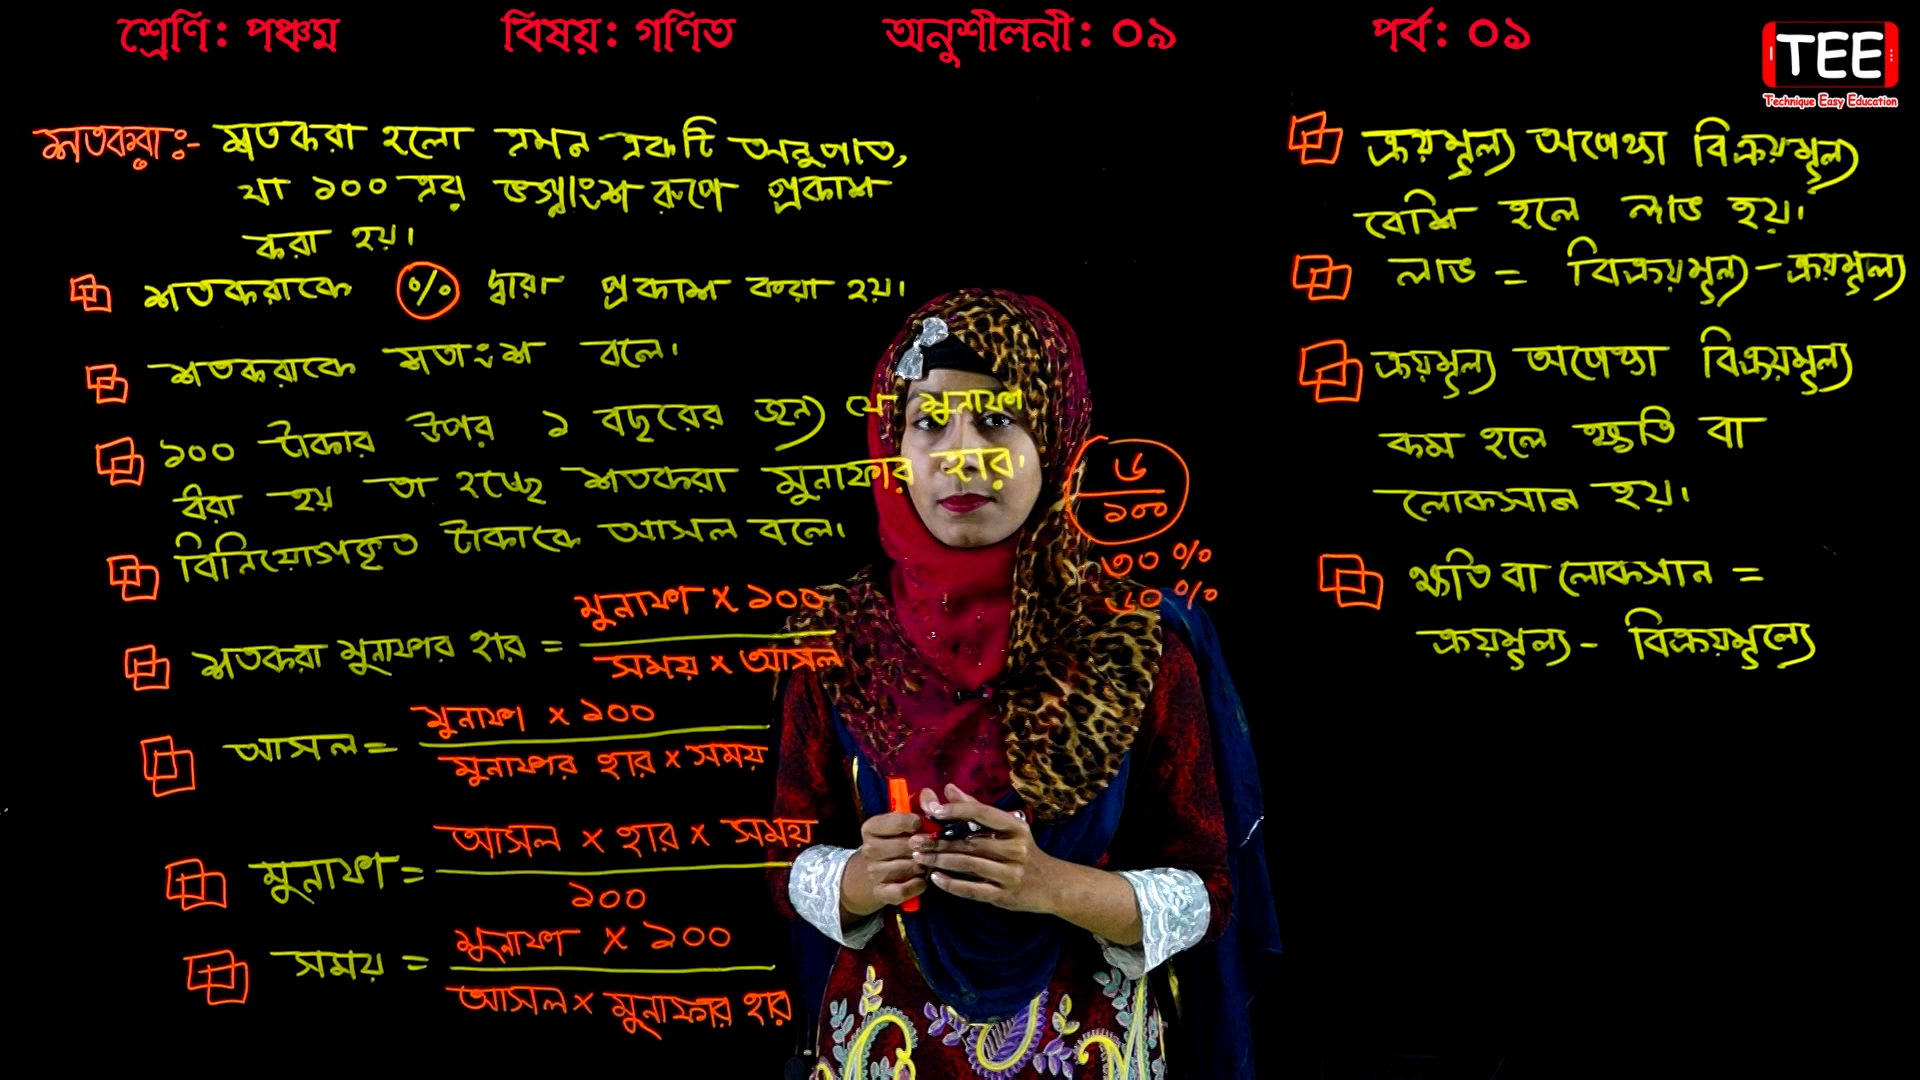 শ্রেণি: পঞ্চম বিষয়: গণিত অনুশীলনী: ০৯ পর্ব: ০১
TEE
Technique Easy Education
শতকরা:- শতকরা হলো এমন একটি অনুপাত,
যা ১০০ এর ভগ্নাংশ রুপে প্রকাশ
করা হয়।
শতকরাকে % দ্বারা প্রকাশ করা হয়।
শতকরাকে শতাংশ বলে।
১০০ টাকার উপর ১ বছরের জন্য যে মুনাফা
ধরা হয় তা হচ্ছে শতকরা মুনাফার হার।
বিনিয়োগকৃত টাকাকে আসল বলে।
শতকরা মুনাফার হার = মুনাফা x ১০০
সময় x আসল
আসল = মুনাফা x ১০০
মুনাফার হার x সময়
মুনাফা = আসল x হার x সময়
১০০
সময় = মুনাফা x ১০০
আসল x মুনাফার হার
৬
১০০
৩০%
৬০%
ক্রয়মূল্য অপেক্ষা বিক্রয়মূল্য
বেশি হলে লাভ হয়।
লাভ = বিক্রয়মূল্য - ক্রয়মূল্য
ক্রয়মূল্য অপেক্ষা বিক্রয়মূল্য
কম হলে ক্ষতি বা
লোকসান হয়।
ক্ষতি বা লোকসান =
ক্রয়মূল্য - বিক্রয়মূল্যে